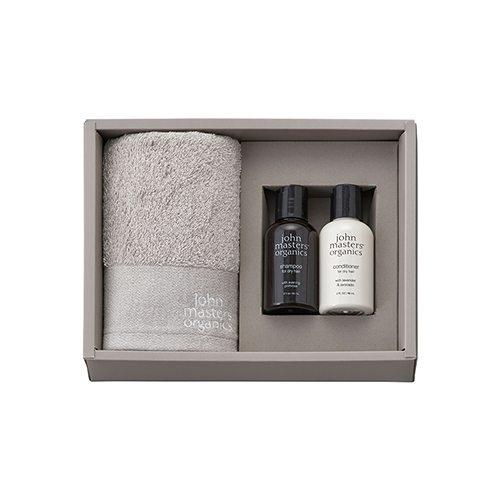 john
masters
organics
john
masters
organics
shampoo
for dry hair
with evening
primrose
john
masters
organics
conditioner
for dry hair
with lavender
& avocado